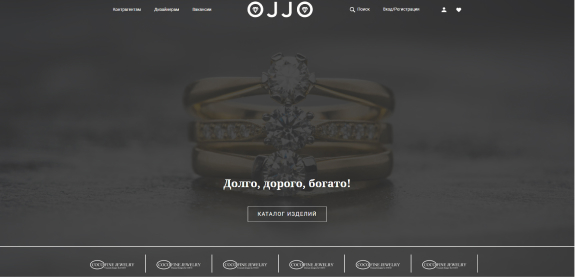 Контрагентам Дизайнерам Вакансии OJJO Поиск Вход/Регистрация
Долго, дорого, богато!
КАТАЛОГ ИЗДЕЛИЙ
COCO FINE JEWELRY COCO FINE JEWELRY COCO FINE JEWELRY COCO FINE JEWELRY COCO FINE JEWELRY COCO FINE JEWELRY